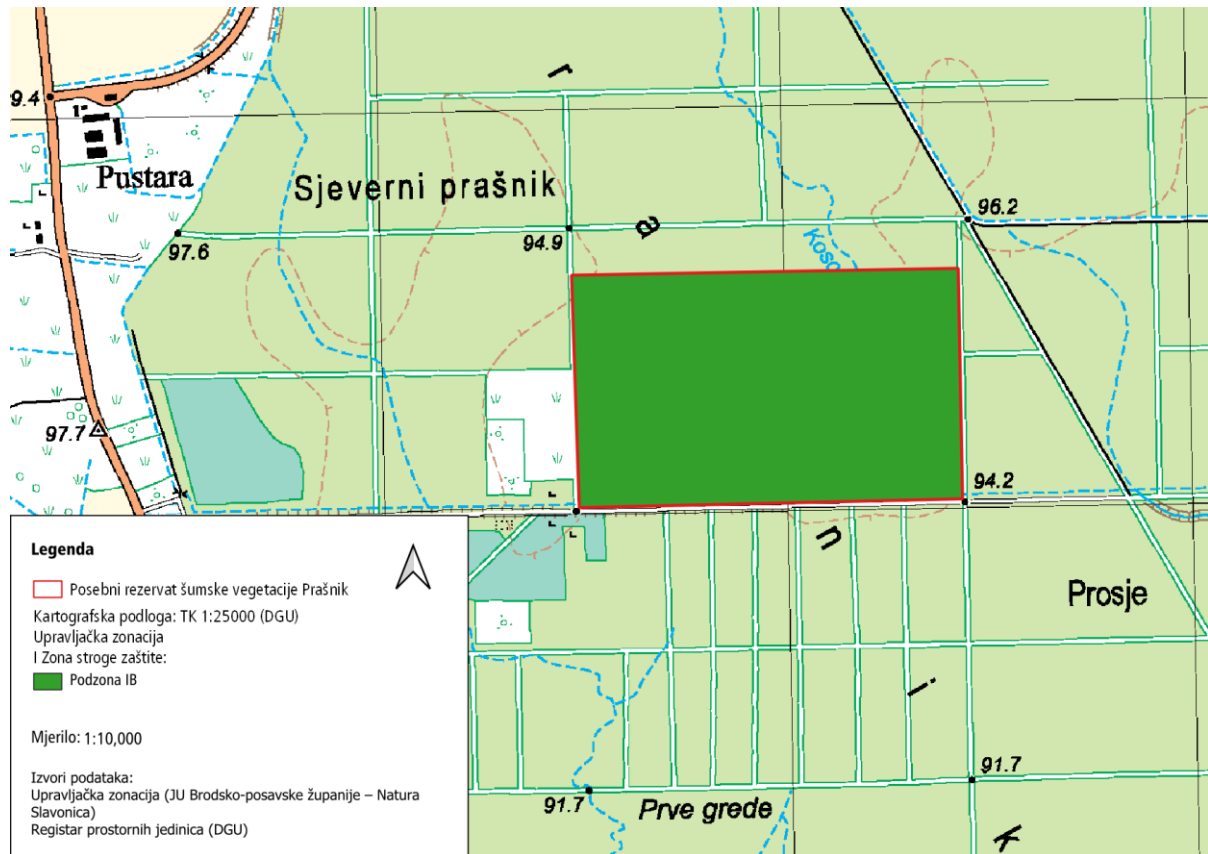 r
9.4
Pustara
Sjeverni prašnik
a
96.2
97.6
94.9
Koso
97.7
94.2
n
Prosje
i
91.7
91.7
Prve grede
k
Legenda
Posebni rezervat šumske vegetacije Prašnik
Kartografska podloga: TK 1:25000 (DGU)
Upravljačka zonacija
I Zona stroge zaštite:
Podzona IB
Mjerilo: 1:10,000
Izvori podataka:
Upravljačka zonacija (JU Brodsko-posavske županije – Natura
Slavonica)
Registar prostornih jedinica (DGU)